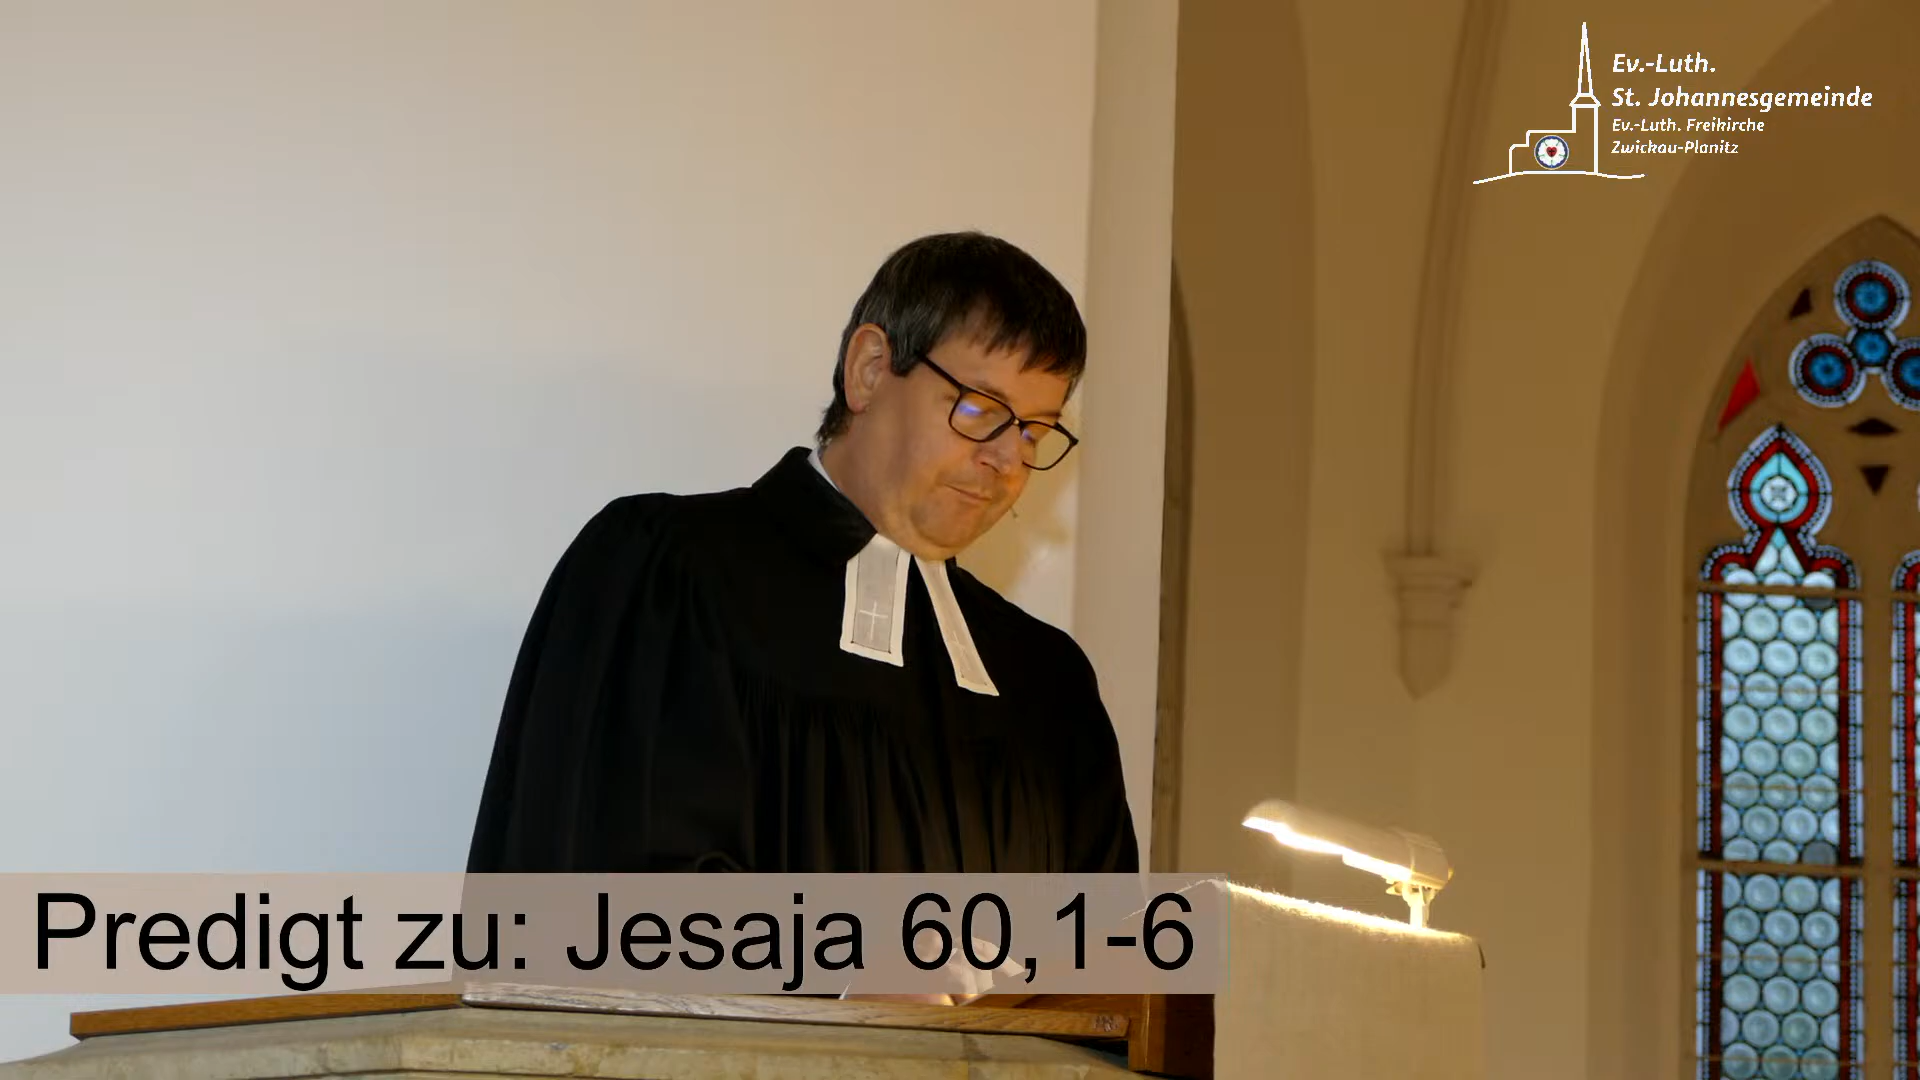 Ev.-Luth.
St. Johannesgemeinde
Ev.-Luth. Freikirche
Zwickau-Planitz
Predigt zu: Jesaja 60,1-6